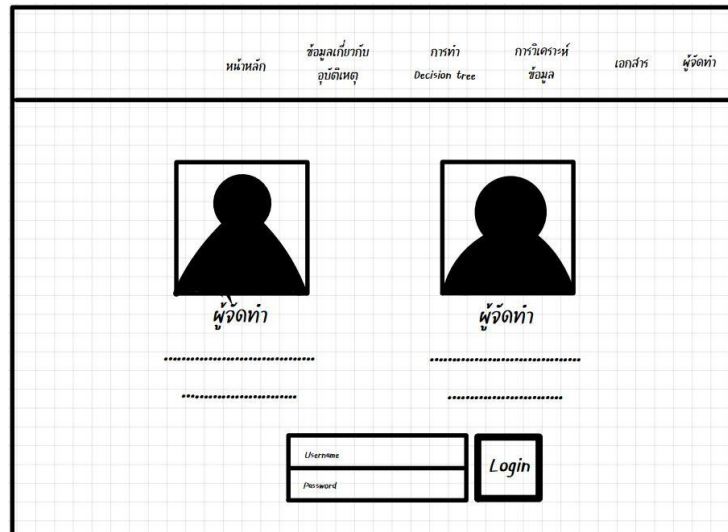 หน้าหลัก
ข้อมูลเกี่ยวกับ
อุบัติเหตุ
การทำ
Decision tree
การวิเคราะห์
ข้อมูล
เอกสาร
ผู้จัดทำ
ผู้จัดทำ
ผู้จัดทำ
Username
Password
Login